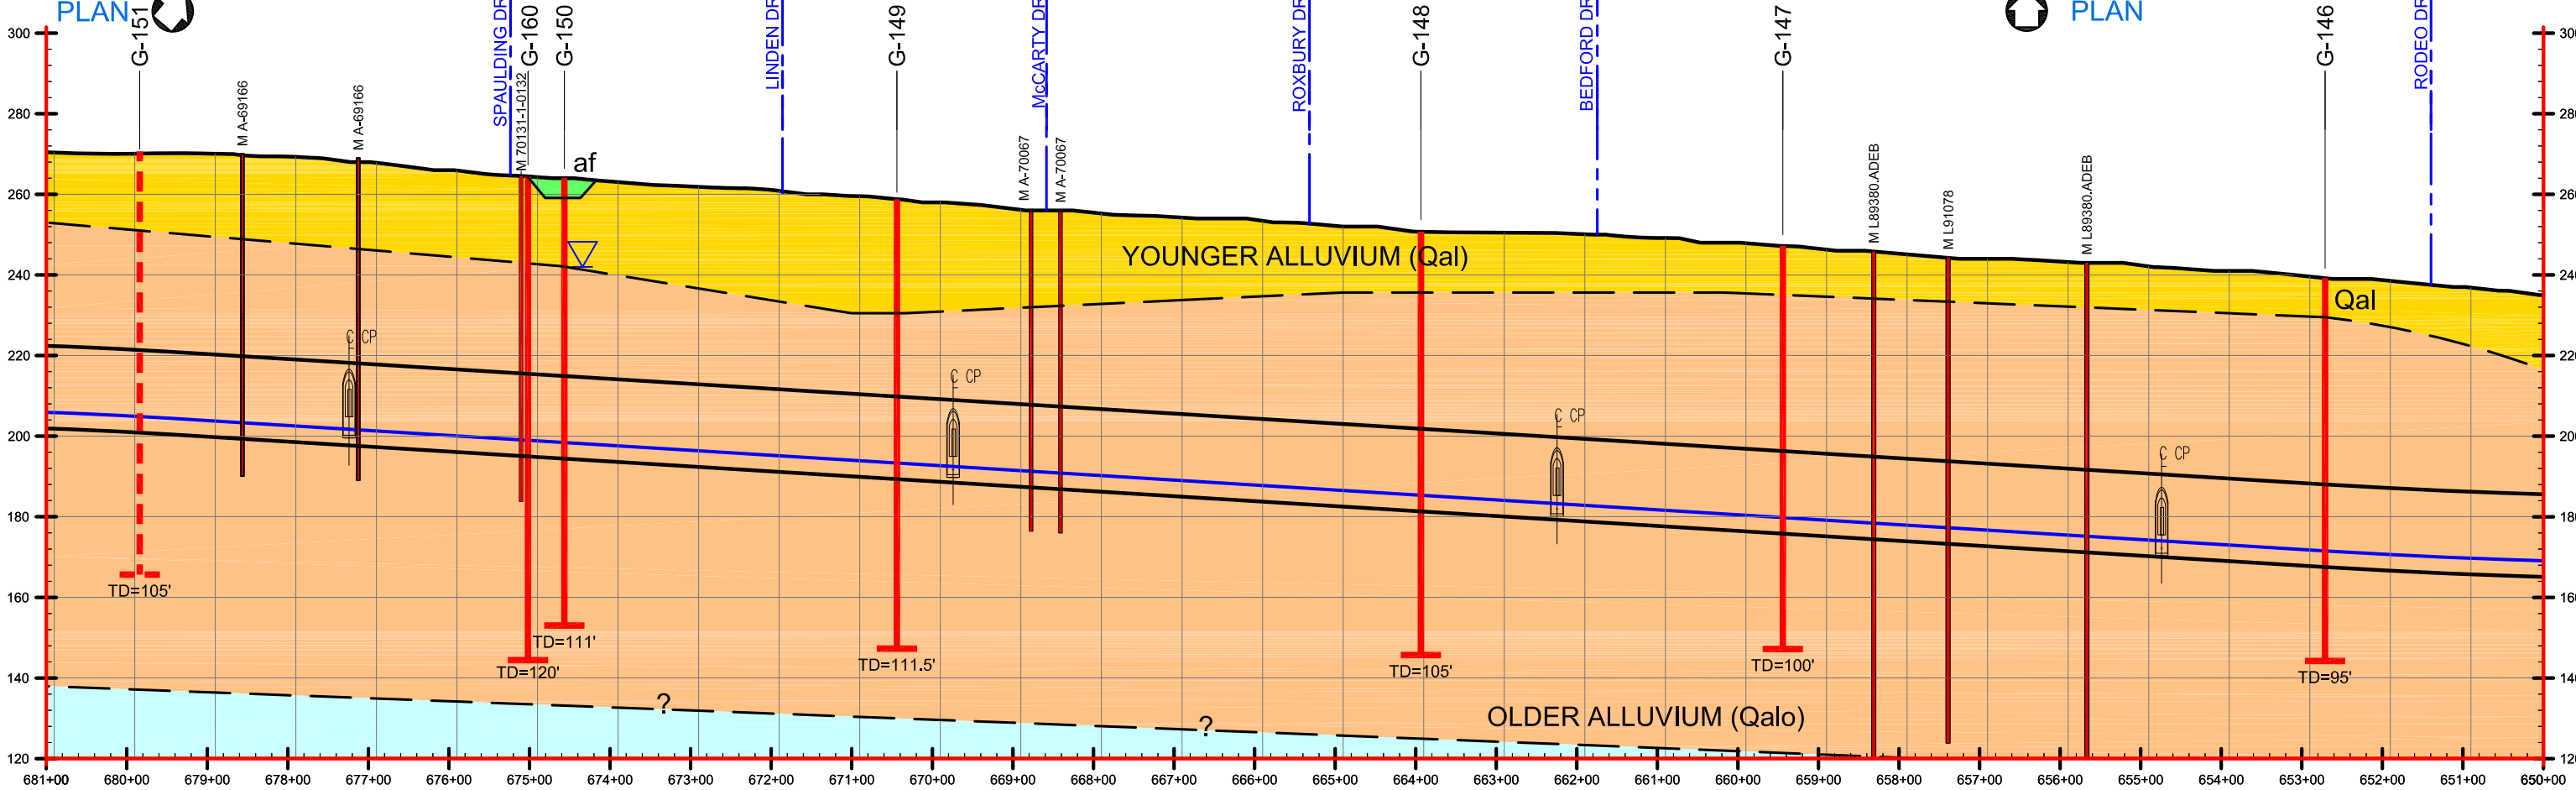 PLAN
PLAN
G-151
SPAULDING DR
G-160
G-150
LINDEN DR
G-149
McCARTY DR
ROXBURY DR
G-148
BEDFORD DR
G-147
G-146
RODEO DR
M A-69166
M A-69166
M 70131-11-0132
M A-70067
M A-70067
M L89380.ADEB
M L91078
M L89380.ADEB
300
280
260
240
220
200
180
160
140
120
af
YOUNGER ALLUVIUM (Qal)
Qal
C CP
C CP
C CP
C CP
TD=105'
TD=120'
TD=111'
TD=111.5'
TD=105'
TD=100'
TD=95'
?
?
OLDER ALLUVIUM (Qalo)
681+00 680+00 679+00 678+00 677+00 676+00 675+00 674+00 673+00 672+00 671+00 670+00 669+00 668+00 667+00 666+00 665+00 664+00 663+00 662+00 661+00 660+00 659+00 658+00 657+00 656+00 655+00 654+00 653+00 652+00 651+00 650+00